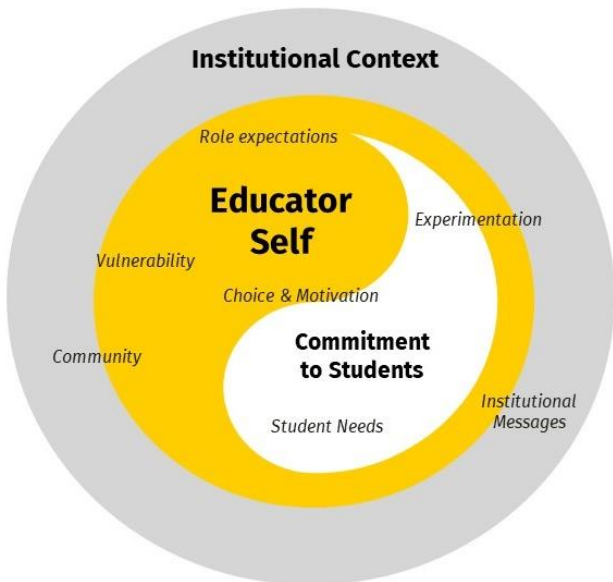 Institutional Context
Role expectations
Educator
Self
Experimentation
Vulnerability
Choice & Motivation
Commitment
to Students
Community
Institutional
Messages
Student Needs